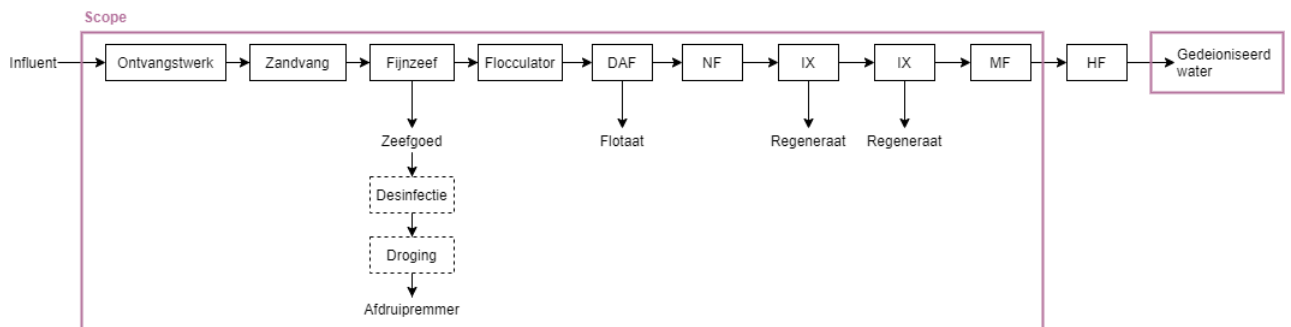 Scope
Influent
Ontvangstwerk
Zandvang
Fijnzeef
Flocculator
DAF
NF
IX
IX
MF
HF
Gedeioniseerd
water
Zeefgoed
Flotaat
Regeneraat
Regeneraat
Desinfectie
Droging
Afdruipremmer